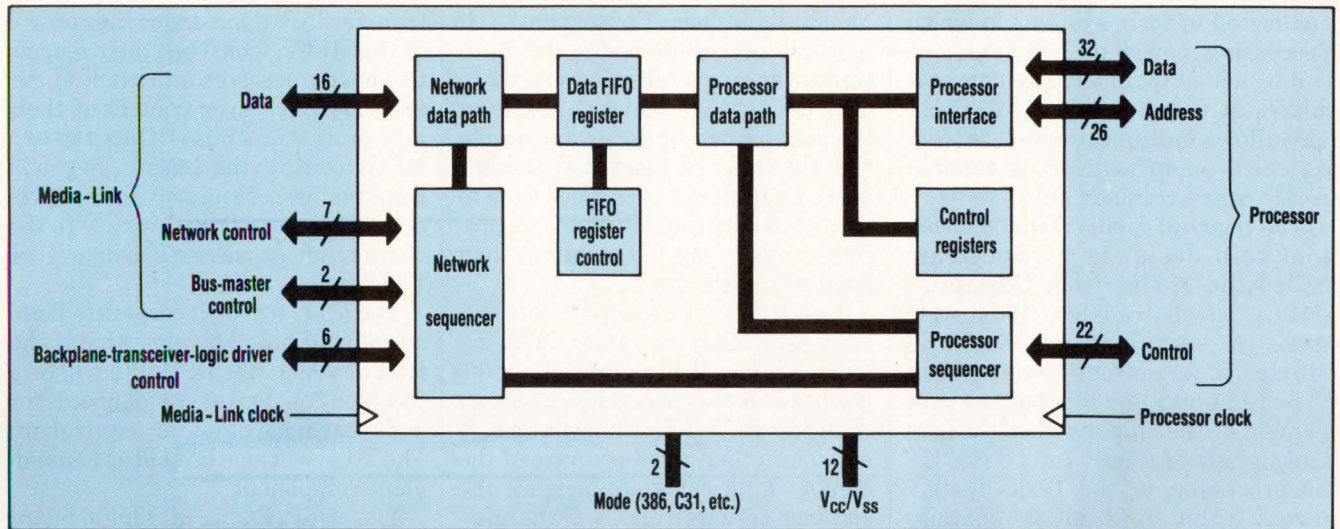 16
Data
Media~Link
7
Network control
2
Bus-master
control
6
Backplane-transceiver-logic driver
control
Media~Link clock
Network
data path
Data FIFO
register
Processor
data path
Processor
interface
FIFO
register
control
Control
registers
Network
sequencer
Processor
sequencer
32
Data
Address
26
22
Control
Processor
Processor clock
2
Mode (386, C31, etc.)
12
VCC/VSS